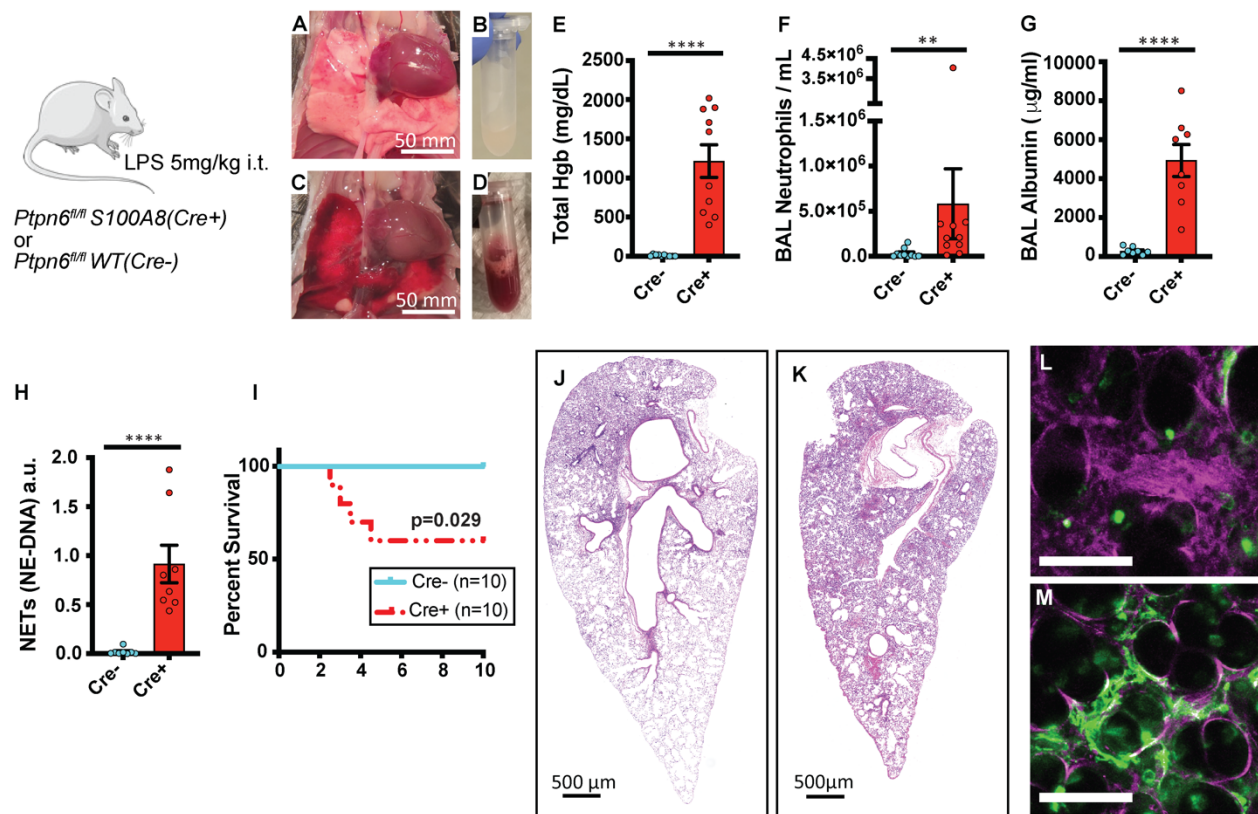 LPS 5mg/kg i.t.
Ptpn6fl/fl S100A8(Cre+)
or
Ptpn6fl/fl WT(Cre-)
A
50 mm
B
C
50 mm
D
E
****
Total Hgb (mg/dL)
2500
2000
1500
1000
500
0
Cre-
Cre+
F
**
BAL Neutrophils / mL
4.5×10⁶
3.5×10⁶
1.5×10⁶
1.0×10⁶
5.0×10⁵
0.0
Cre-
Cre+
G
****
BAL Albumin ( μg/ml)
10000
8000
6000
4000
2000
0
Cre-
Cre+
H
****
NETs (NE-DNA) a.u.
2.0
1.5
1.0
0.5
0.0
Cre-
Cre+
I
Percent Survival
100
50
0
p=0.029
Cre- (n=10)
Cre+ (n=10)
0 2 4 6 8 10
J
500 μm
K
500μm
L
M